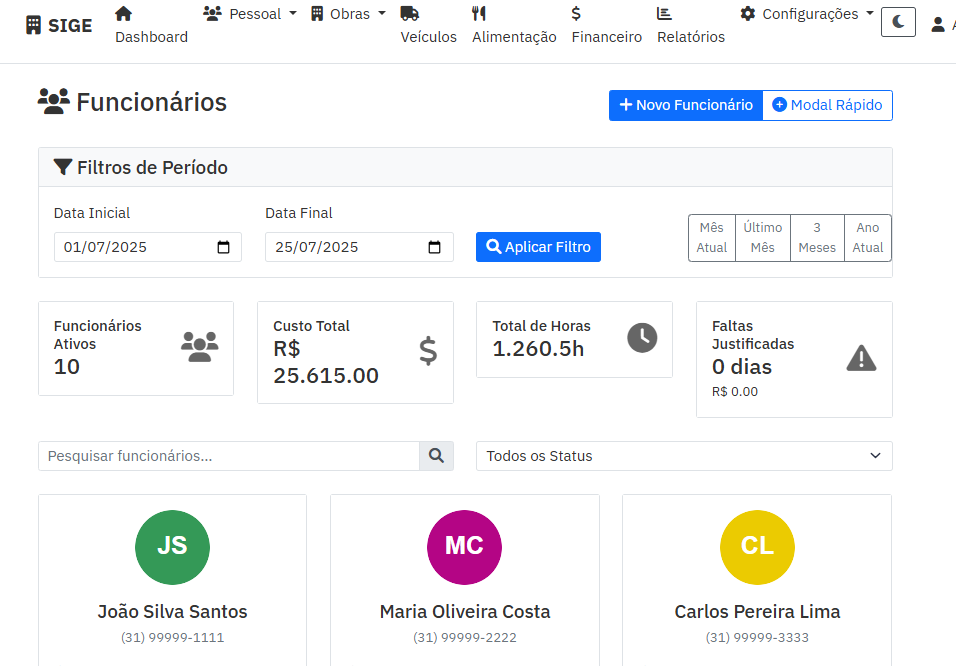 SIGE
Dashboard
Pessoal
Obras
Veículos
Alimentação
Financeiro
Relatórios
Configurações
A
Funcionários
Novo Funcionário
Modal Rápido
Filtros de Período
Data Inicial
Data Final
01/07/2025
25/07/2025
Aplicar Filtro
Mês
Atual
Último
Mês
3
Meses
Ano
Atual
Funcionários
Ativos
10
Custo Total
R$
25.615.00
Total de Horas
1.260.5h
Faltas
Justificadas
0 dias
R$ 0.00
Pesquisar funcionários...
Todos os Status
JS
João Silva Santos
(31) 99999-1111
MC
Maria Oliveira Costa
(31) 99999-2222
CL
Carlos Pereira Lima
(31) 99999-3333